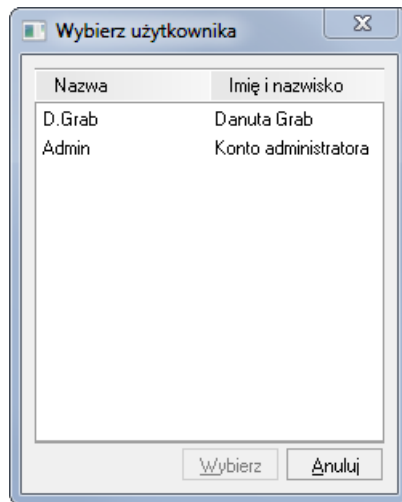 Wybierz użytkownika
Nazwa Imię i nazwisko
D.Grab Danuta Grab
Admin Konto administratora
Wybierz Anuluj